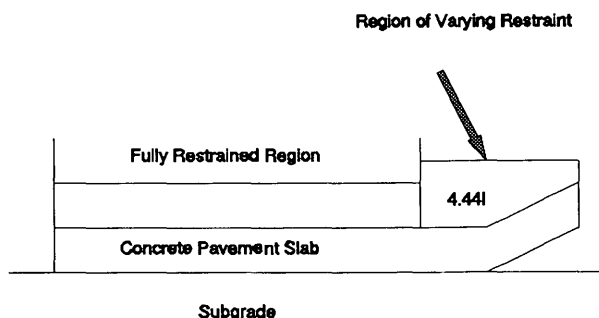 Region of Varying Restraint
Fully Restrained Region
4.44l
Concrete Pavement Slab
Subgrade